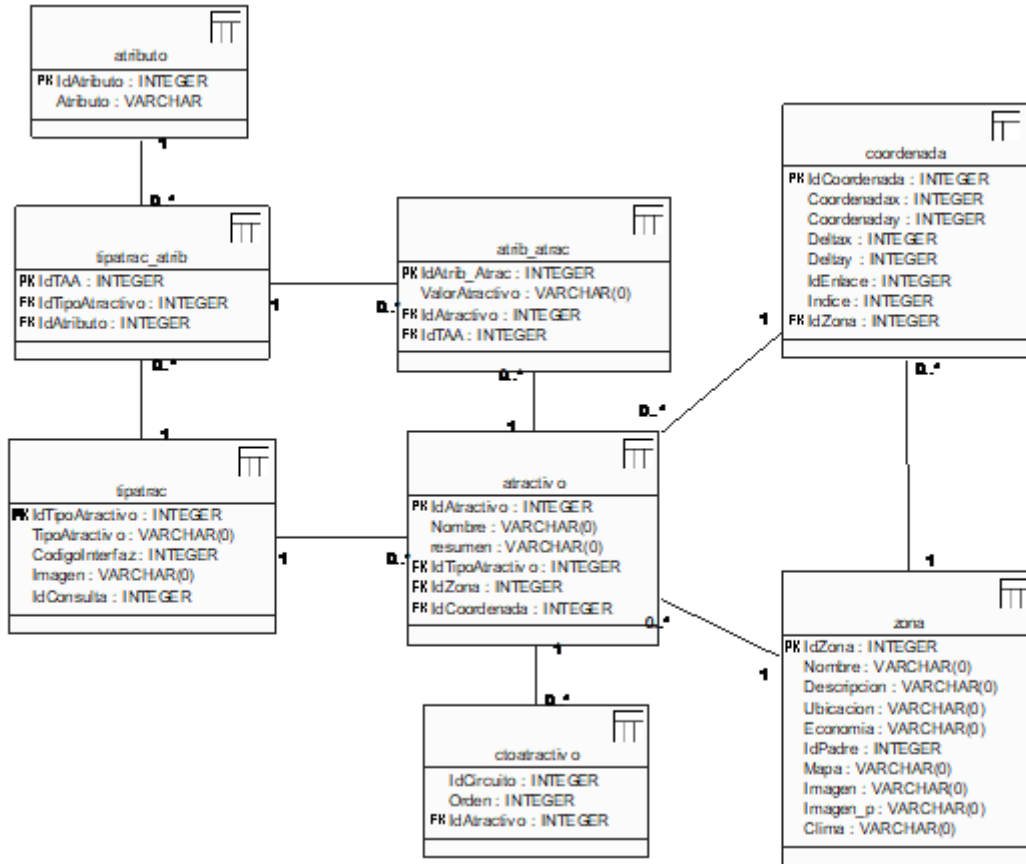 atributo
PK IdAtributo : INTEGER
Atributo : VARCHAR
1
0..*
tipatrac_atrib
PK IdTAA : INTEGER
FK IdTipoAtractivo : INTEGER
FK IdAtributo : INTEGER
1
0..*
0..*
1
atrib_atrac
PK IdAtrib_Atrac : INTEGER
ValorAtractivo : VARCHAR(0)
FK IdAtractivo : INTEGER
FK IdTAA : INTEGER
0..*
1
coordenada
PK IdCoordenada : INTEGER
Coordenadax : INTEGER
Coordenaday : INTEGER
Deltax : INTEGER
Deltay : INTEGER
IdEnlace : INTEGER
Indice : INTEGER
FK IdZona : INTEGER
1
0..*
0..*
1
tipatrac
PK IdTipoAtractivo : INTEGER
TipoAtractivo : VARCHAR(0)
CodigoInterfaz : INTEGER
Imagen : VARCHAR(0)
IdConsulta : INTEGER
1
0..*
atractivo
PK IdAtractivo : INTEGER
Nombre : VARCHAR(0)
resumen : VARCHAR(0)
FK IdTipoAtractivo : INTEGER
FK IdZona : INTEGER
FK IdCoordenada : INTEGER
0..*
1
1
0..*
zona
PK IdZona : INTEGER
Nombre : VARCHAR(0)
Descripcion : VARCHAR(0)
Ubicacion : VARCHAR(0)
Economia : VARCHAR(0)
IdPadre : INTEGER
Mapa : VARCHAR(0)
Imagen : VARCHAR(0)
Imagen_p : VARCHAR(0)
Clima : VARCHAR(0)
ctoatractivo
IdCircuito : INTEGER
Orden : INTEGER
FK IdAtractivo : INTEGER